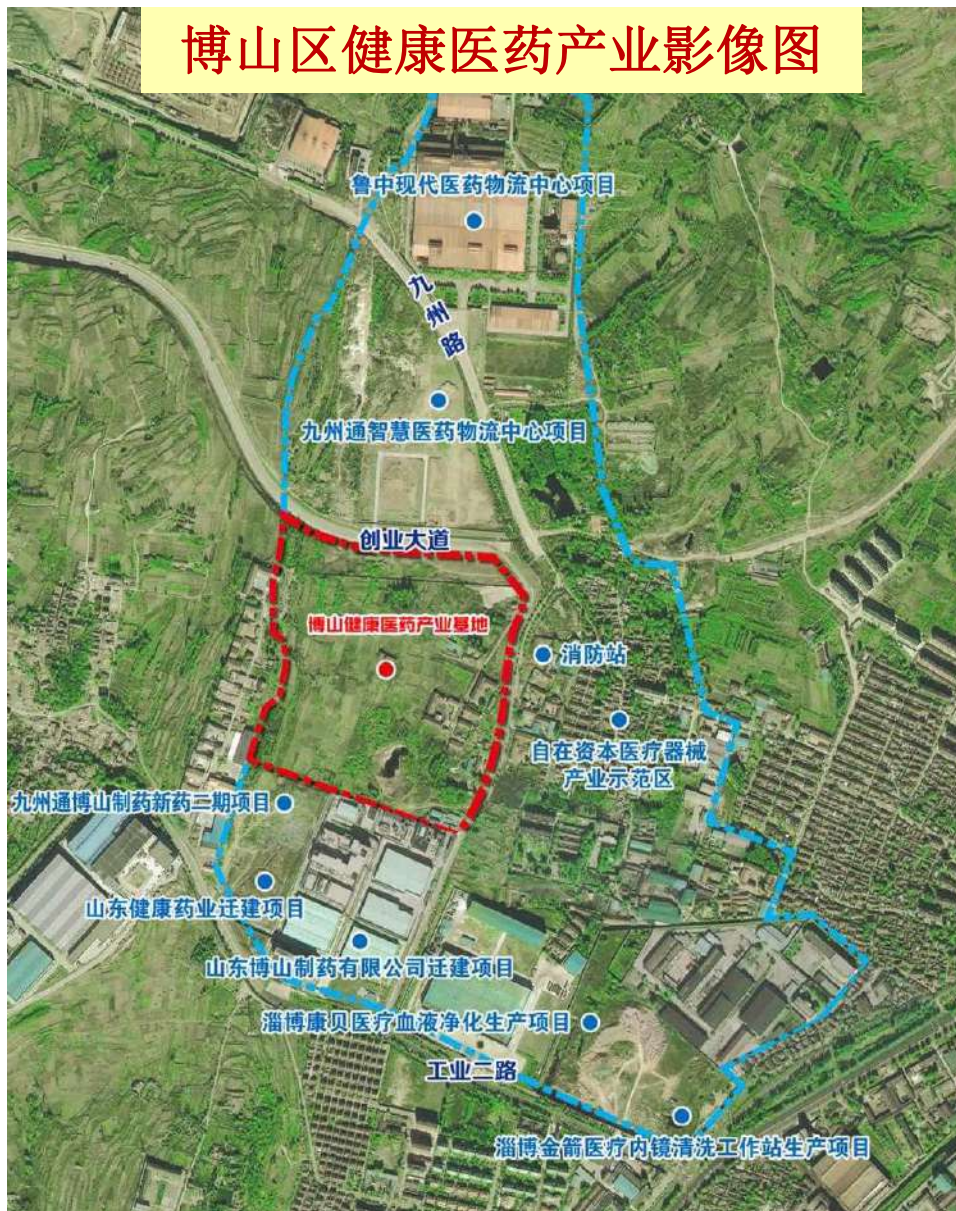 博山区健康医药产业影像图
鲁中现代医药物流中心项目
九州路
九州通智慧医药物流中心项目
创业大道
博山健康医药产业基地
消防站
自在资本医疗器械
产业示范区
九州通博山制药新药二期项目
山东健康药业迁建项目
山东博山制药有限公司迁建项目
淄博康贝医疗血液净化生产项目
工业二路
淄博金箭医疗内镜清洗工作站生产项目